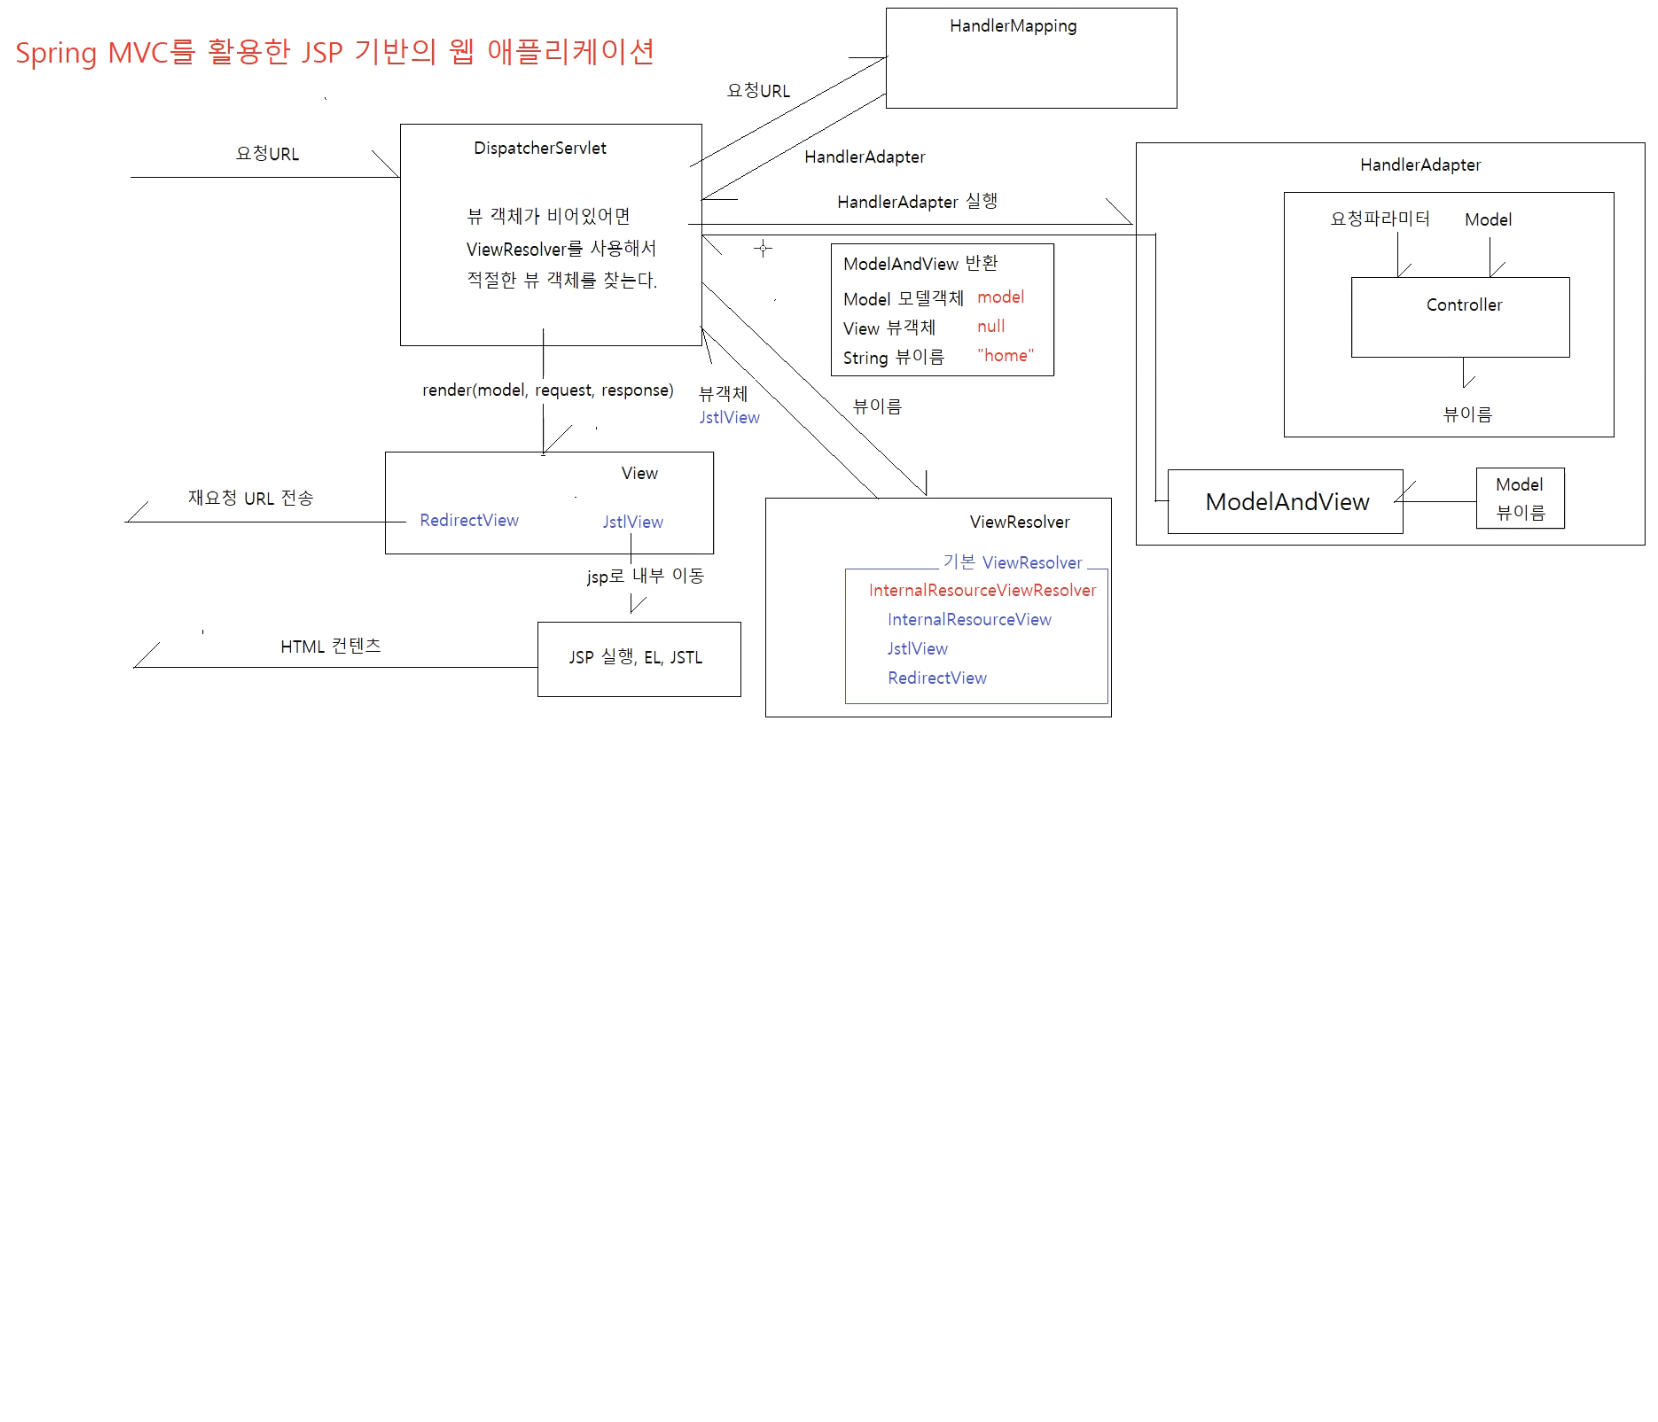 Spring MVC를 활용한 JSP 기반의 웹 애플리케이션
HandlerMapping
요청URL
요청URL
DispatcherServlet
뷰 객체가 비어있어면
ViewResolver를 사용해서
적절한 뷰 객체를 찾는다.
HandlerAdapter
HandlerAdapter 실행
HandlerAdapter
요청파라미터 Model
Controller
뷰이름
ModelAndView 반환
Model 모델객체 model
View 뷰객체 null
String 뷰이름 "home"
render(model, request, response)
뷰객체
JstlView
뷰이름
ModelAndView
Model
뷰이름
View
재요청 URL 전송
RedirectView JstlView
jsp로 내부 이동
ViewResolver
기본 ViewResolver
InternalResourceViewResolver
InternalResourceView
JstlView
RedirectView
HTML 컨텐츠
JSP 실행, EL, JSTL